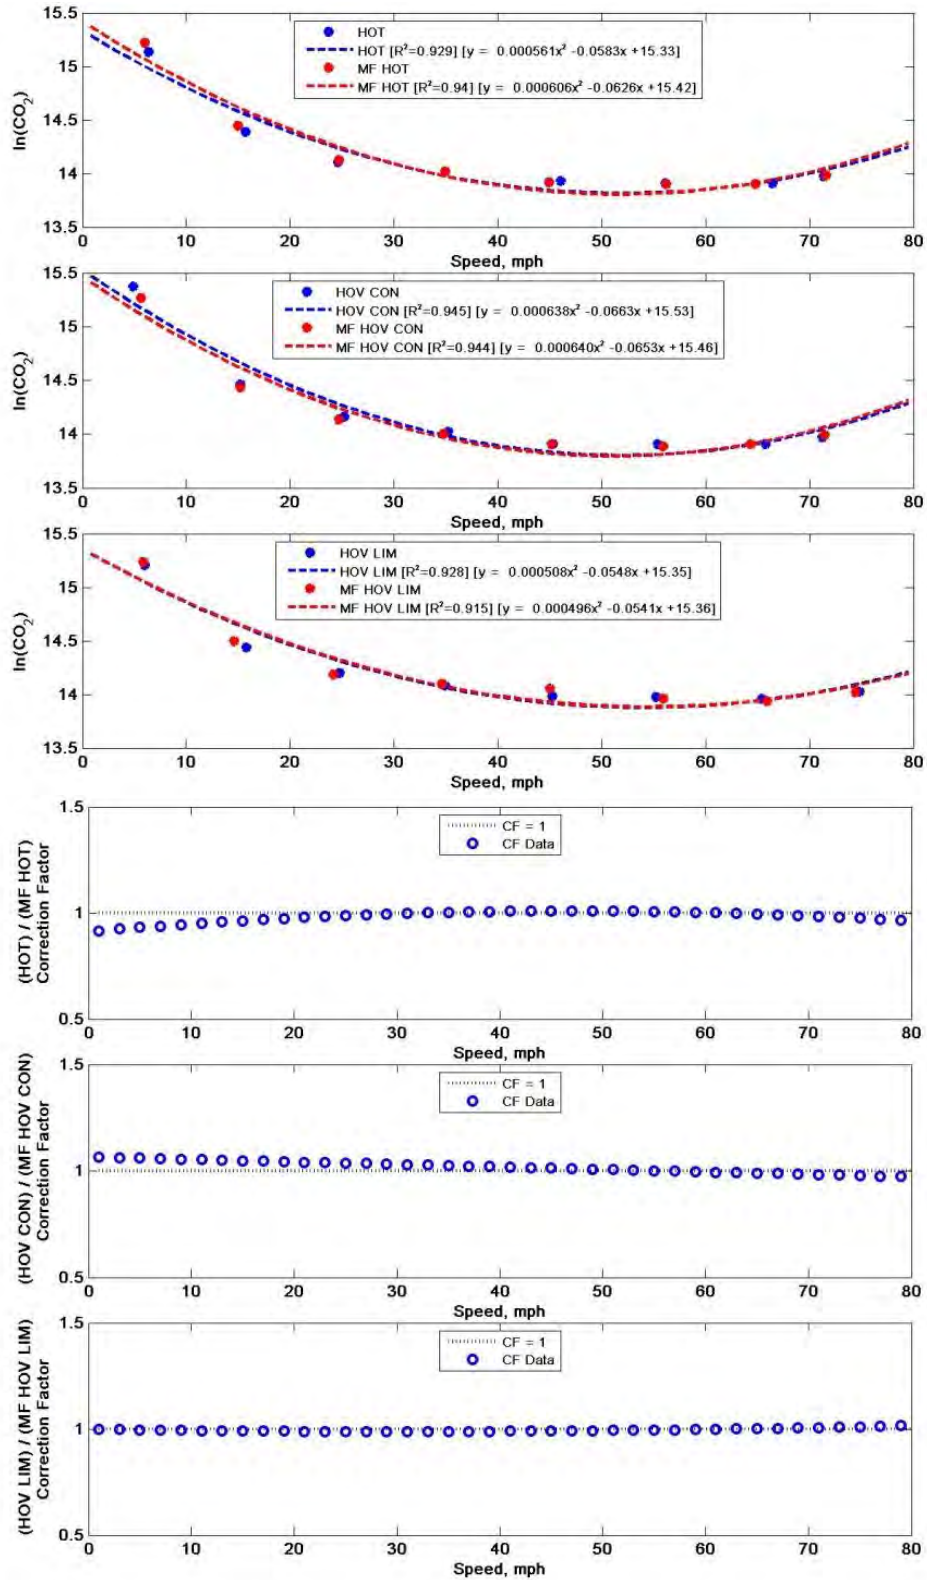 15.5
15
14.5
14
13.5
ln(CO2)
HOT
HOT [R²=0.929] [y = 0.000561x² -0.0583x +15.33]
MF HOT
MF HOT [R²=0.94] [y = 0.000606x² -0.0626x +15.42]
0 10 20 30 40 50 60 70 80
Speed, mph
15.5
15
14.5
14
13.5
ln(CO2)
HOV CON
HOV CON [R²=0.945] [y = 0.000638x² -0.0663x +15.53]
MF HOV CON
MF HOV CON [R²=0.944] [y = 0.000640x² -0.0653x +15.46]
0 10 20 30 40 50 60 70 80
Speed, mph
15.5
15
14.5
14
13.5
ln(CO2)
HOV LIM
HOV LIM [R²=0.928] [y = 0.000508x² -0.0548x +15.35]
MF HOV LIM
MF HOV LIM [R²=0.915] [y = 0.000496x² -0.0541x +15.36]
0 10 20 30 40 50 60 70 80
Speed, mph
1.5
1
0.5
(HOT) / (MF HOT)
Correction Factor
CF = 1
CF Data
0 10 20 30 40 50 60 70 80
Speed, mph
1.5
1
0.5
(HOV CON) / (MF HOV CON)
Correction Factor
CF = 1
CF Data
0 10 20 30 40 50 60 70 80
Speed, mph
1.5
1
0.5
(HOV LIM) / (MF HOV LIM)
Correction Factor
CF = 1
CF Data
0 10 20 30 40 50 60 70 80
Speed, mph